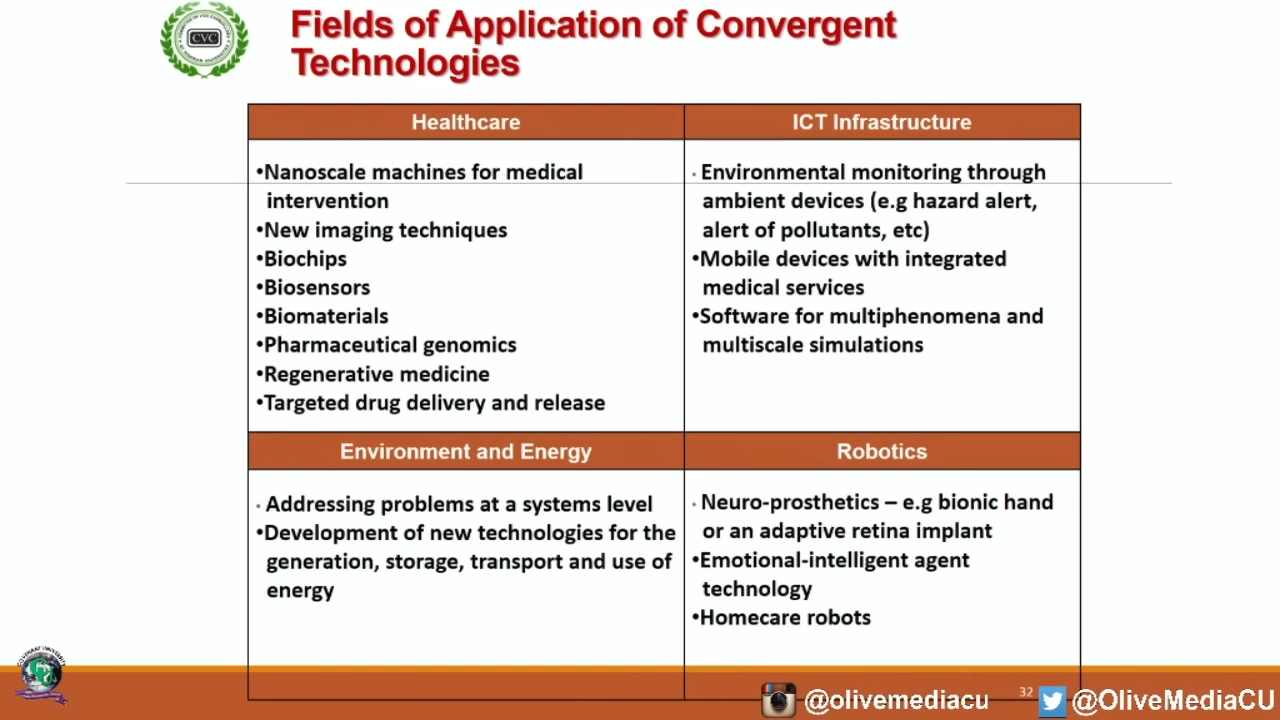 CVC
Fields of Application of Convergent
Technologies
Healthcare
•Nanoscale machines for medical
intervention
•New imaging techniques
•Biochips
•Biosensors
•Biomaterials
•Pharmaceutical genomics
•Regenerative medicine
•Targeted drug delivery and release
ICT Infrastructure
• Environmental monitoring through
ambient devices (e.g hazard alert,
alert of pollutants, etc)
•Mobile devices with integrated
medical services
•Software for multiphenomena and
multiscale simulations
Environment and Energy
• Addressing problems at a systems level
•Development of new technologies for the
generation, storage, transport and use of
energy
Robotics
• Neuro-prosthetics – e.g bionic hand
or an adaptive retina implant
•Emotional-intelligent agent
technology
•Homecare robots
COVENANT UNIVERSITY
@olivemediacu
32
@OliveMediaCU